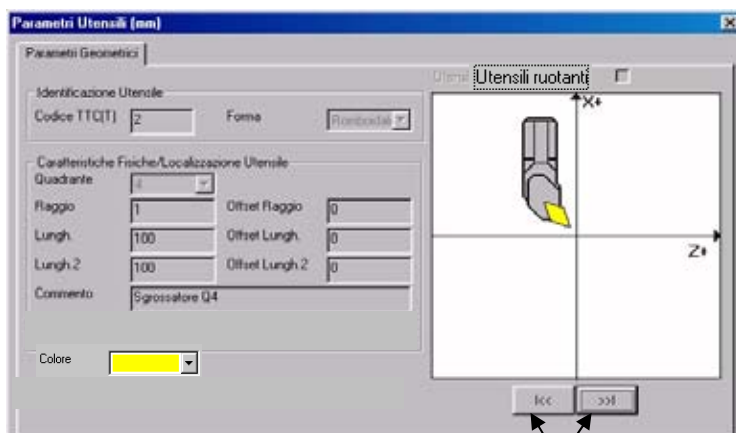 Parametri Utensili (mm)
Parametri Geometrici
Utensili ruotanti
Identificazione Utensile
Codice TTC(T) 2 Forma Romboidale
Caratteristiche Fisiche/Localizzazione Utensile
Quadrante 4
Raggio 1 Offset Raggio 0
Lungh. 100 Offset Lungh. 0
Lungh.2 100 Offset Lungh.2 0
Commento Sgrossatore Q4
Colore
X+
Z+
|<< >>|